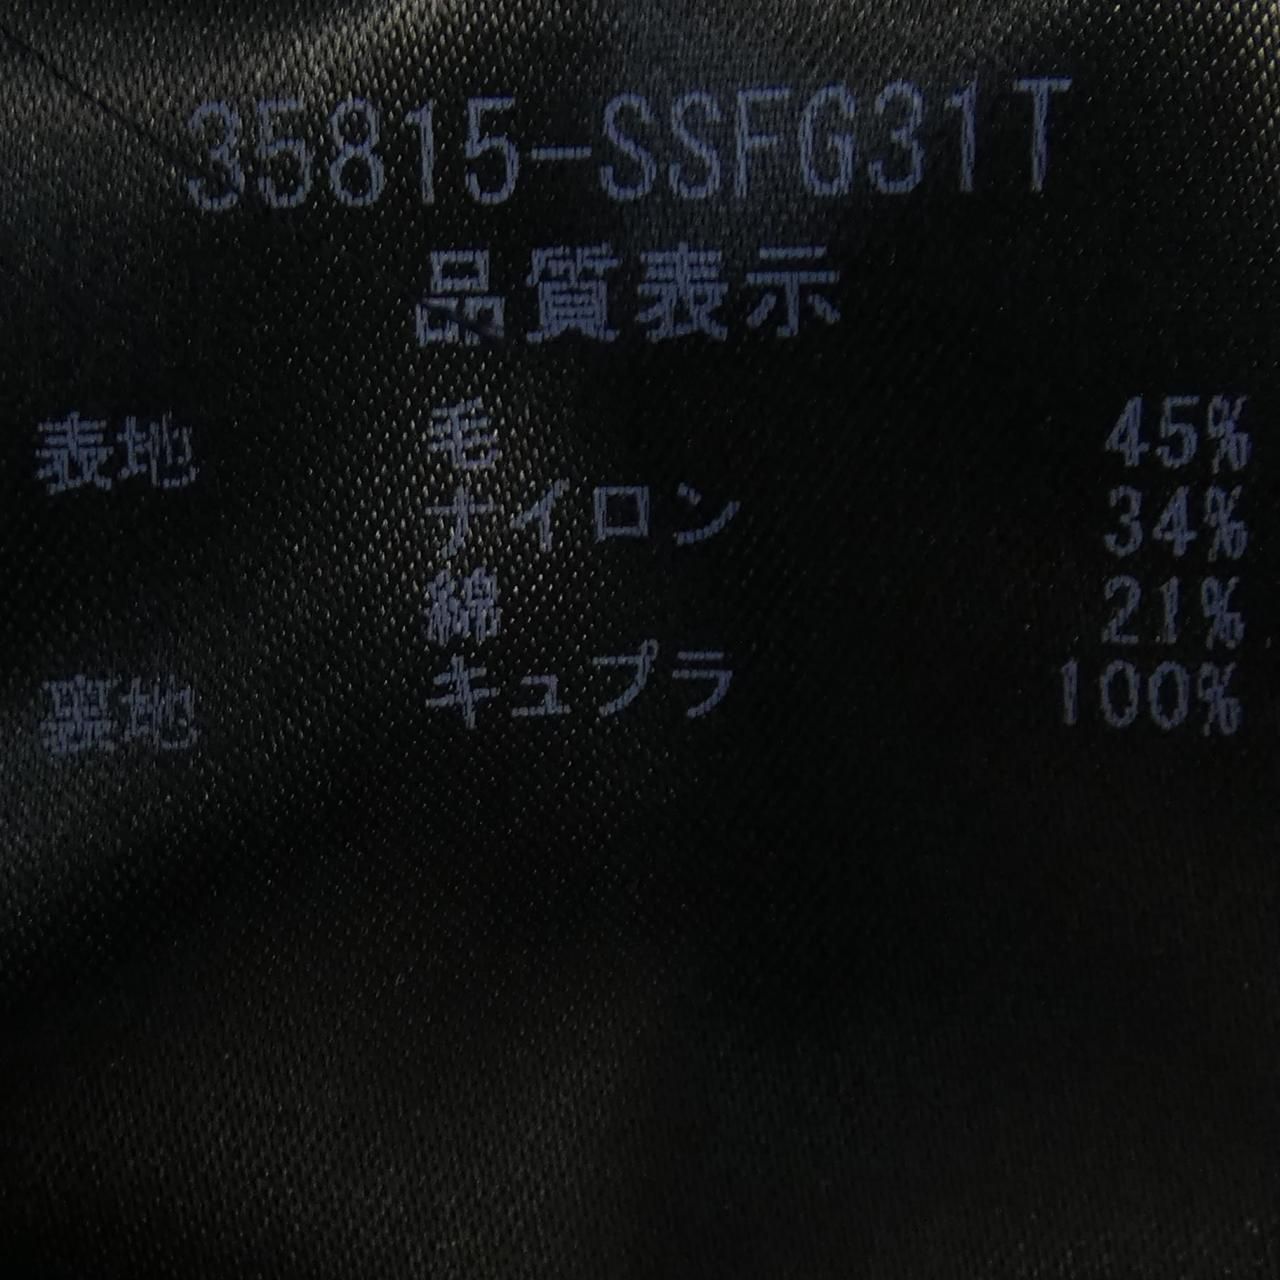 35815-SSFG31T
品質表示
表地 毛 45%
ナイロン 34%
綿 21%
裏地 キュプラ 100%